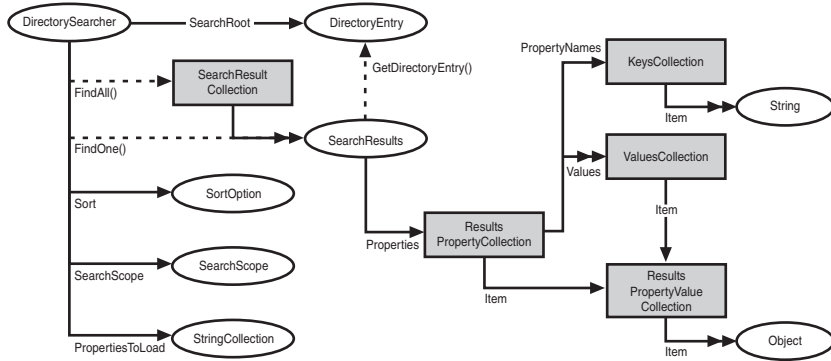 DirectorySearcher
SearchRoot
DirectoryEntry
PropertyNames
KeysCollection
SearchResult
Collection
GetDirectoryEntry()
FindAll()
Item
String
FindOne()
SearchResults
Values
ValuesCollection
Sort
SortOption
Item
Properties
Results
PropertyCollection
SearchScope
SearchScope
Item
Results
PropertyValue
Collection
PropertiesToLoad
StringCollection
Item
Object